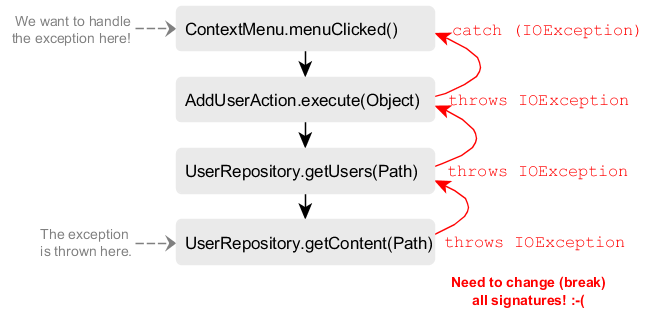 We want to handle
the exception here!
ContextMenu.menuClicked()
catch (IOException)
AddUserAction.execute(Object)
throws IOException
UserRepository.getUsers(Path)
throws IOException
The exception
is thrown here.
UserRepository.getContent(Path)
throws IOException
Need to change (break)
all signatures! :-(